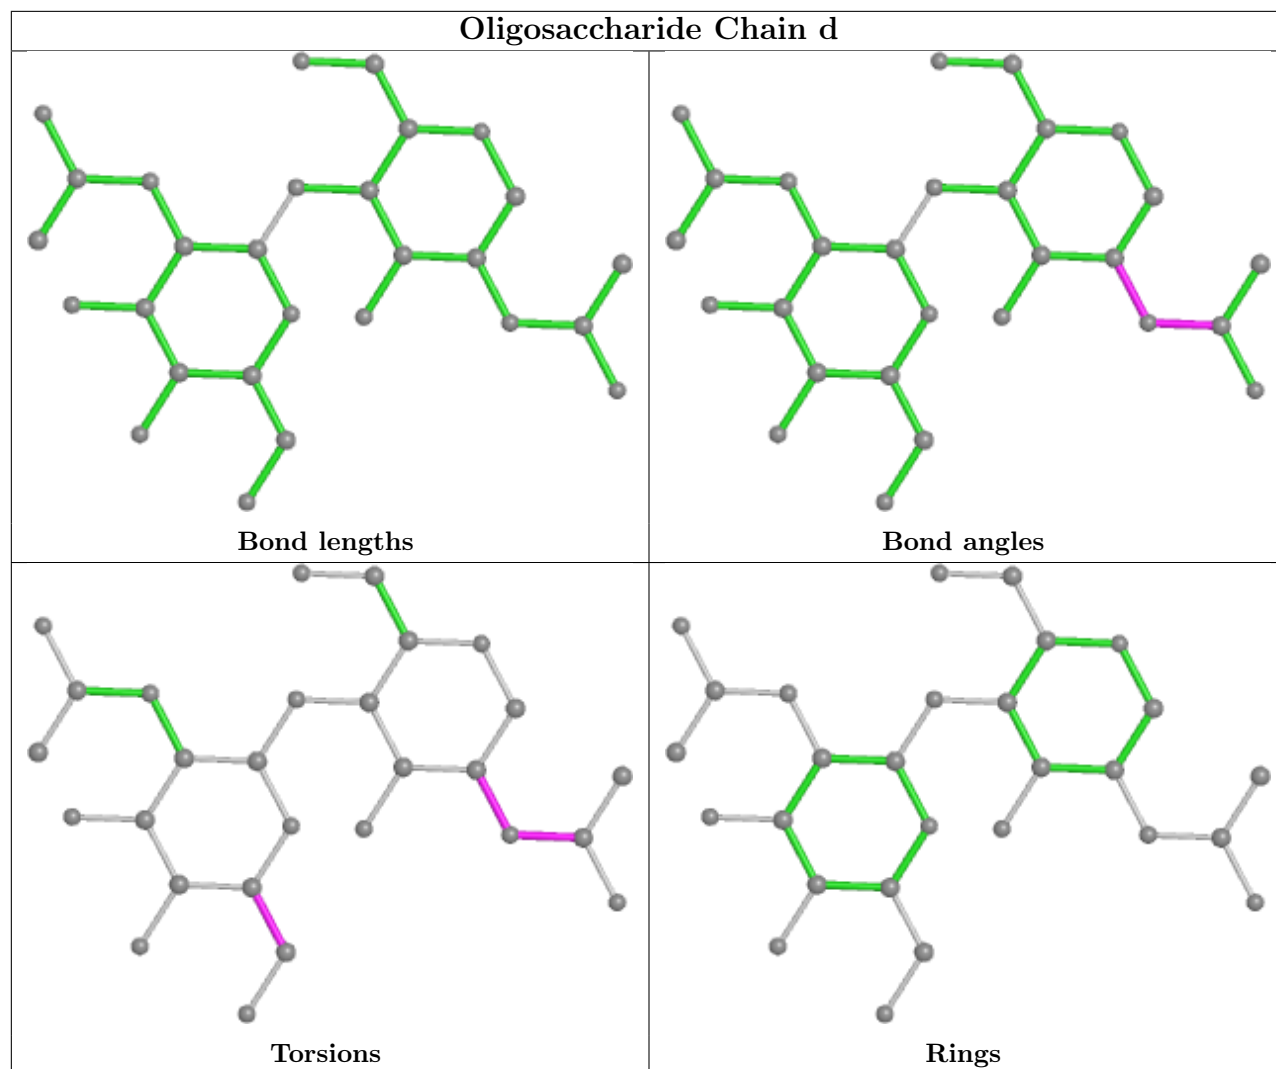 Oligosaccharide Chain d
Bond lengths
Bond angles
Torsions
Rings